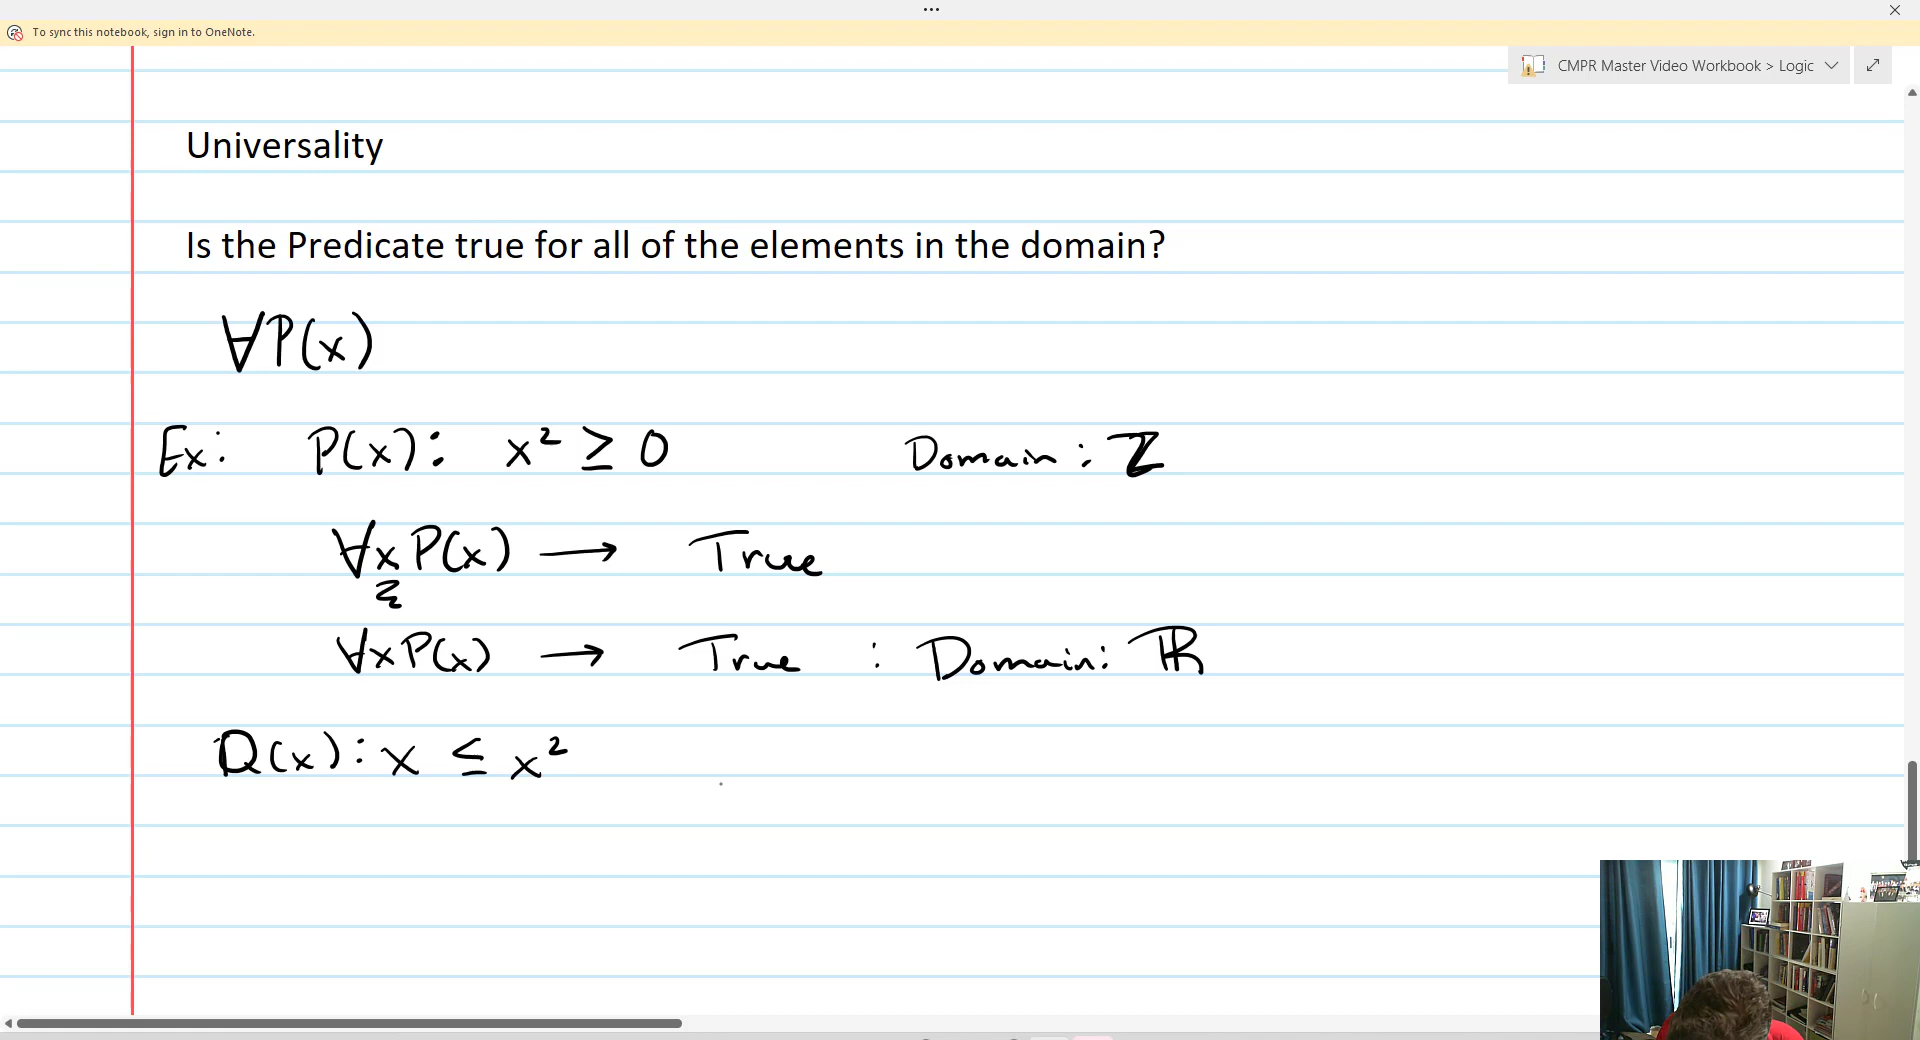 To sync this notebook, sign in to OneNote.
CMPR Master Video Workbook > Logic
Universality
Is the Predicate true for all of the elements in the domain?
∀P(x)
Ex: P(x): x² ≥ 0 Domain: ℤ
∀x P(x) → True
ℤ
∀x P(x) → True : Domain: ℝ
Q(x): x ≤ x²